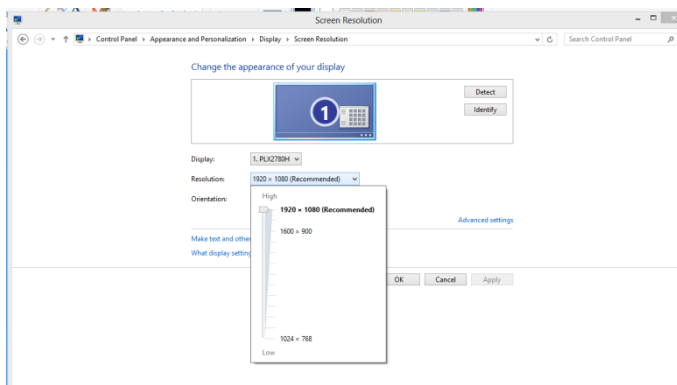 Screen Resolution
Control Panel › Appearance and Personalization › Display › Screen Resolution
Search Control Panel
Change the appearance of your display
Detect
Identify
1
Display: 1. PLX2780H
Resolution: 1920 × 1080 (Recommended)
Orientation:
High
1920 × 1080 (Recommended)
Advanced settings
1600 × 900
Make text and other
What display setting
OK Cancel Apply
1024 × 768
Low